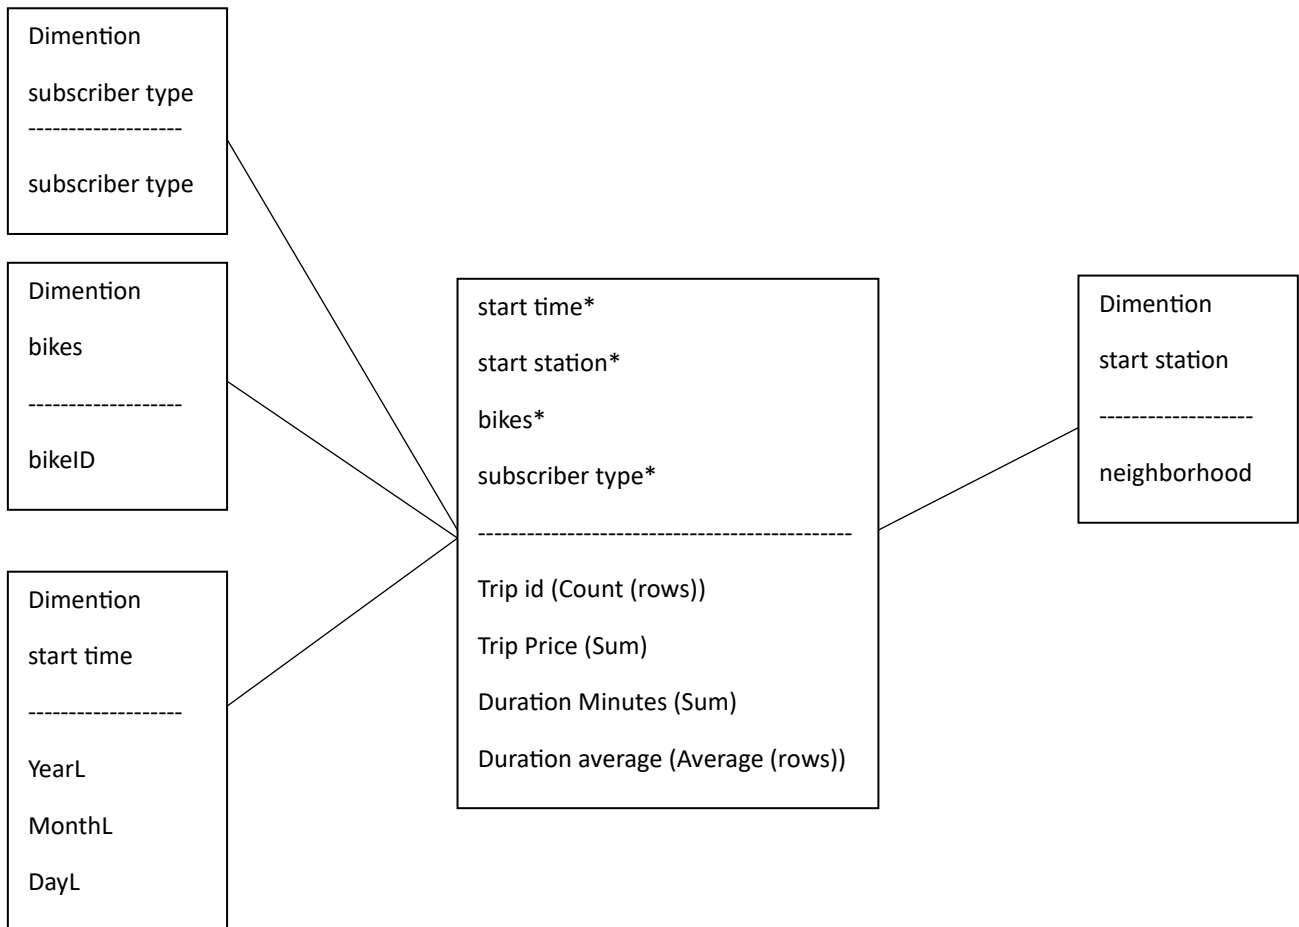 Dimention
subscriber type
-------------------
subscriber type
Dimention
bikes
-------------------
bikeID
Dimention
start time
-------------------
YearL
MonthL
DayL
start time*
start station*
bikes*
subscriber type*
----------------------------------------------
Trip id (Count (rows))
Trip Price (Sum)
Duration Minutes (Sum)
Duration average (Average (rows))
Dimention
start station
-------------------
neighborhood